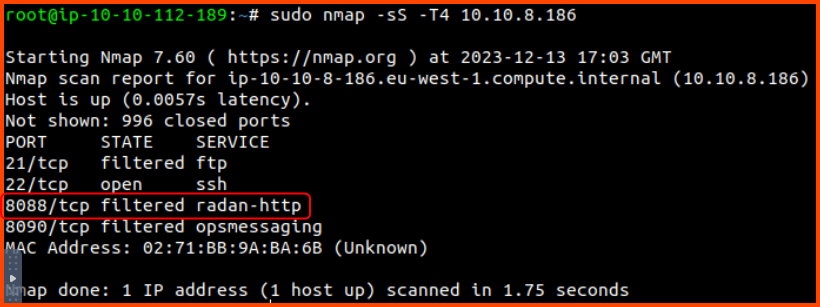 root@ip-10-10-112-189:~# sudo nmap -sS -T4 10.10.8.186
Starting Nmap 7.60 ( https://nmap.org ) at 2023-12-13 17:03 GMT
Nmap scan report for ip-10-10-8-186.eu-west-1.compute.internal (10.10.8.186)
Host is up (0.0057s latency).
Not shown: 996 closed ports
PORT     STATE    SERVICE
21/tcp   filtered ftp
22/tcp   open     ssh
8088/tcp filtered radan-http
8090/tcp filtered opsmessaging
MAC Address: 02:71:BB:9A:BA:6B (Unknown)
Nmap done: 1 IP address (1 host up) scanned in 1.75 seconds